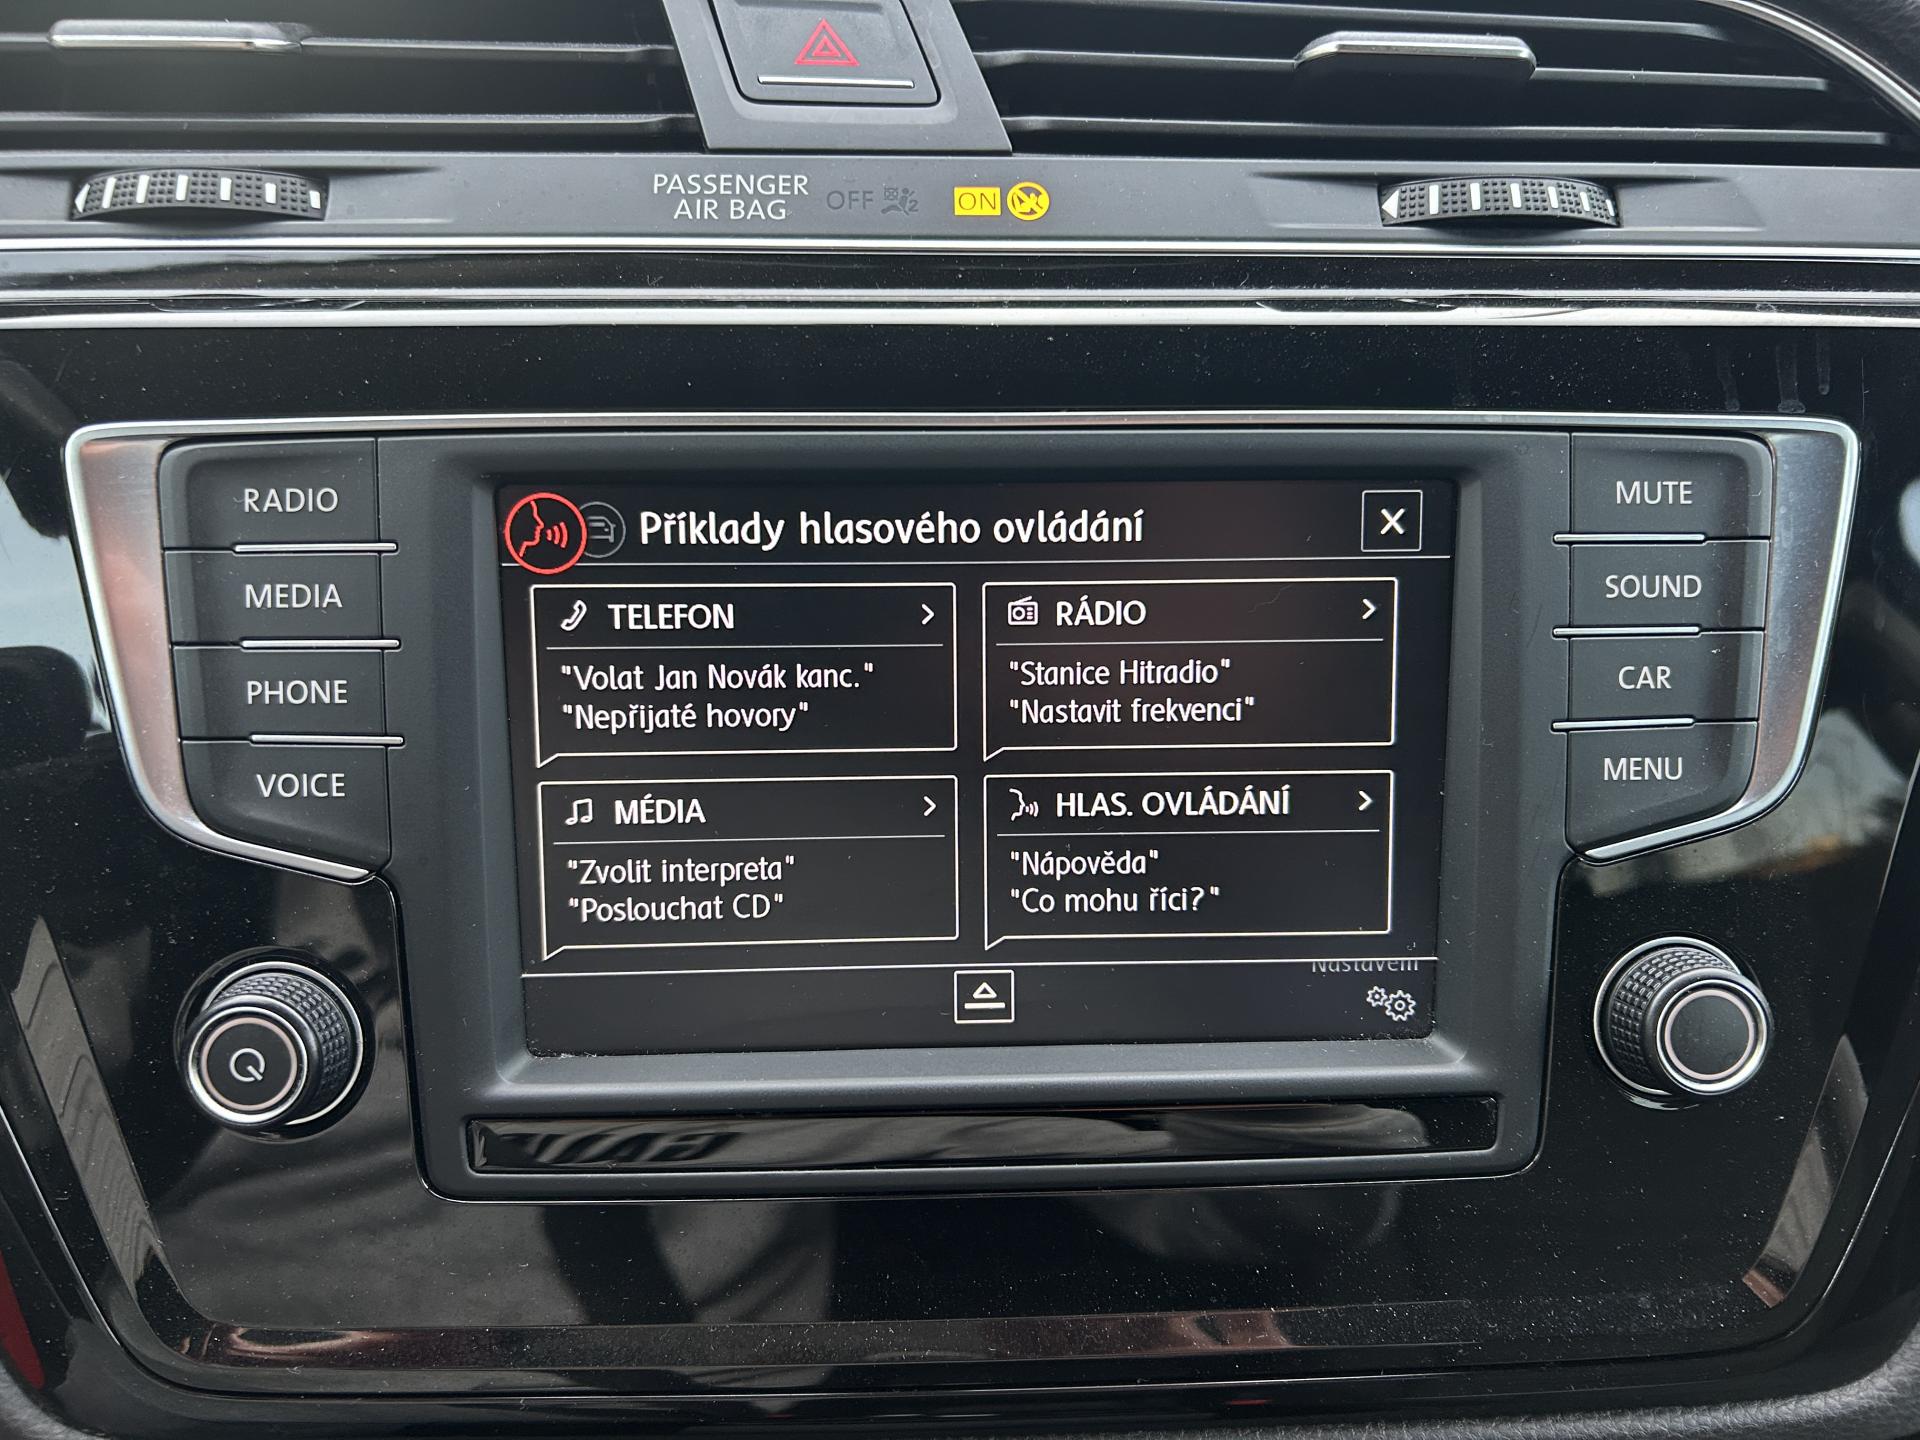 PASSENGER
AIR BAG
OFF
2
ON
RADIO
MEDIA
PHONE
VOICE
Příklady hlasového ovládání
X
TELEFON
"Volat Jan Novák kanc."
"Nepřijaté hovory"
RÁDIO
"Stanice Hitradio"
"Nastavit frekvenci"
MÉDIA
"Zvolit interpreta"
"Poslouchat CD"
HLAS. OVLÁDÁNÍ
"Nápověda"
"Co mohu říci?"
Nastavení
MUTE
SOUND
CAR
MENU